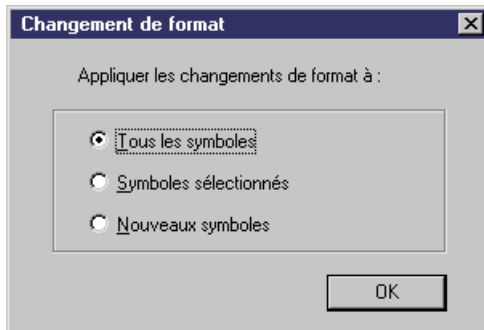 Changement de format
Appliquer les changements de format à :
Tous les symboles
Symboles sélectionnés
Nouveaux symboles
OK